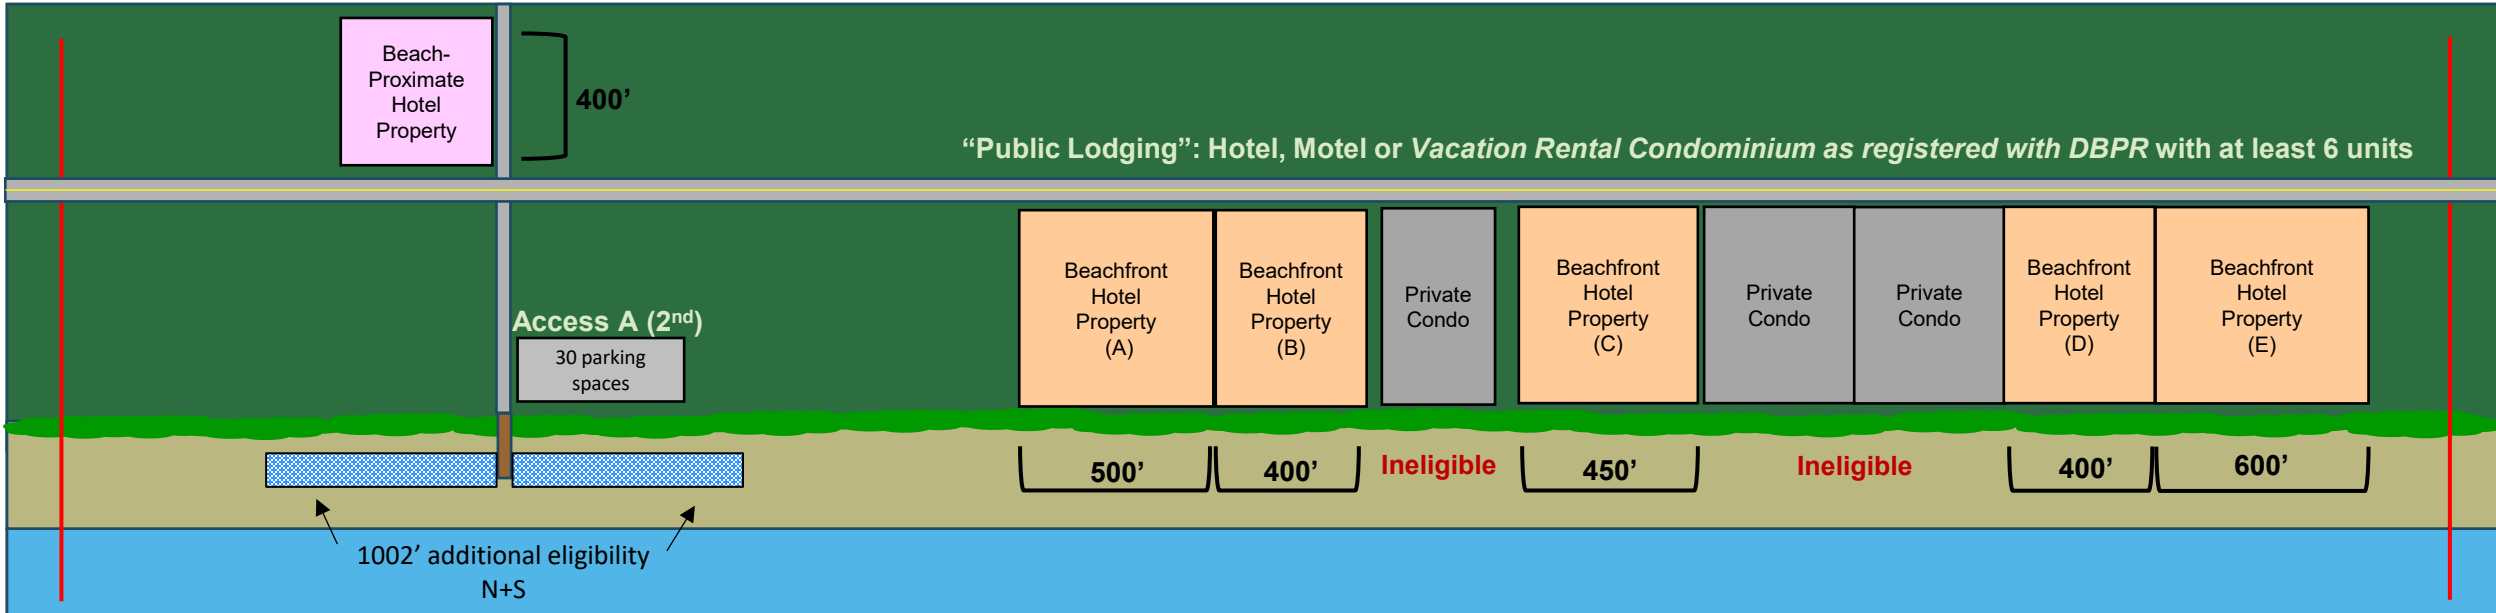 Beach-
Proximate
Hotel
Property
400’
“Public Lodging”: Hotel, Motel or Vacation Rental Condominium as registered with DBPR with at least 6 units
Access A (2nd)
30 parking
spaces
Beachfront
Hotel
Property
(A)
Beachfront
Hotel
Property
(B)
Private
Condo
Beachfront
Hotel
Property
(C)
Private
Condo
Private
Condo
Beachfront
Hotel
Property
(D)
Beachfront
Hotel
Property
(E)
500’
400’
Ineligible
450’
Ineligible
400’
600’
1002’ additional eligibility
N+S